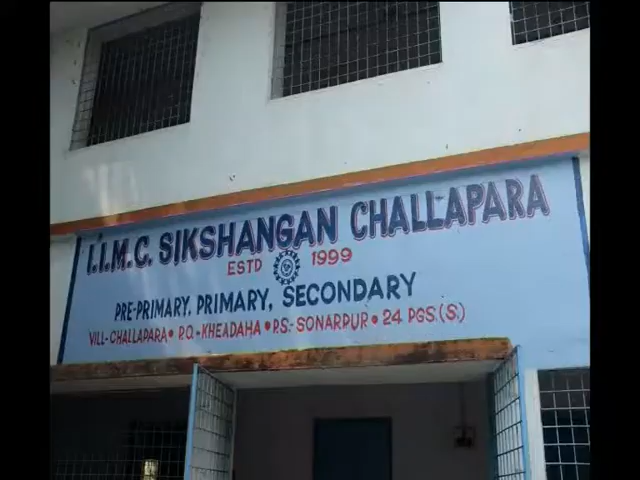 I.I.M.C. SIKSHANGAN CHALLAPARA
ESTD 1999
PRE-PRIMARY, PRIMARY, SECONDARY
VILL-CHALLAPARA • P.O.-KHEADAHA • P.S.-SONARPUR • 24 PGS.(S)